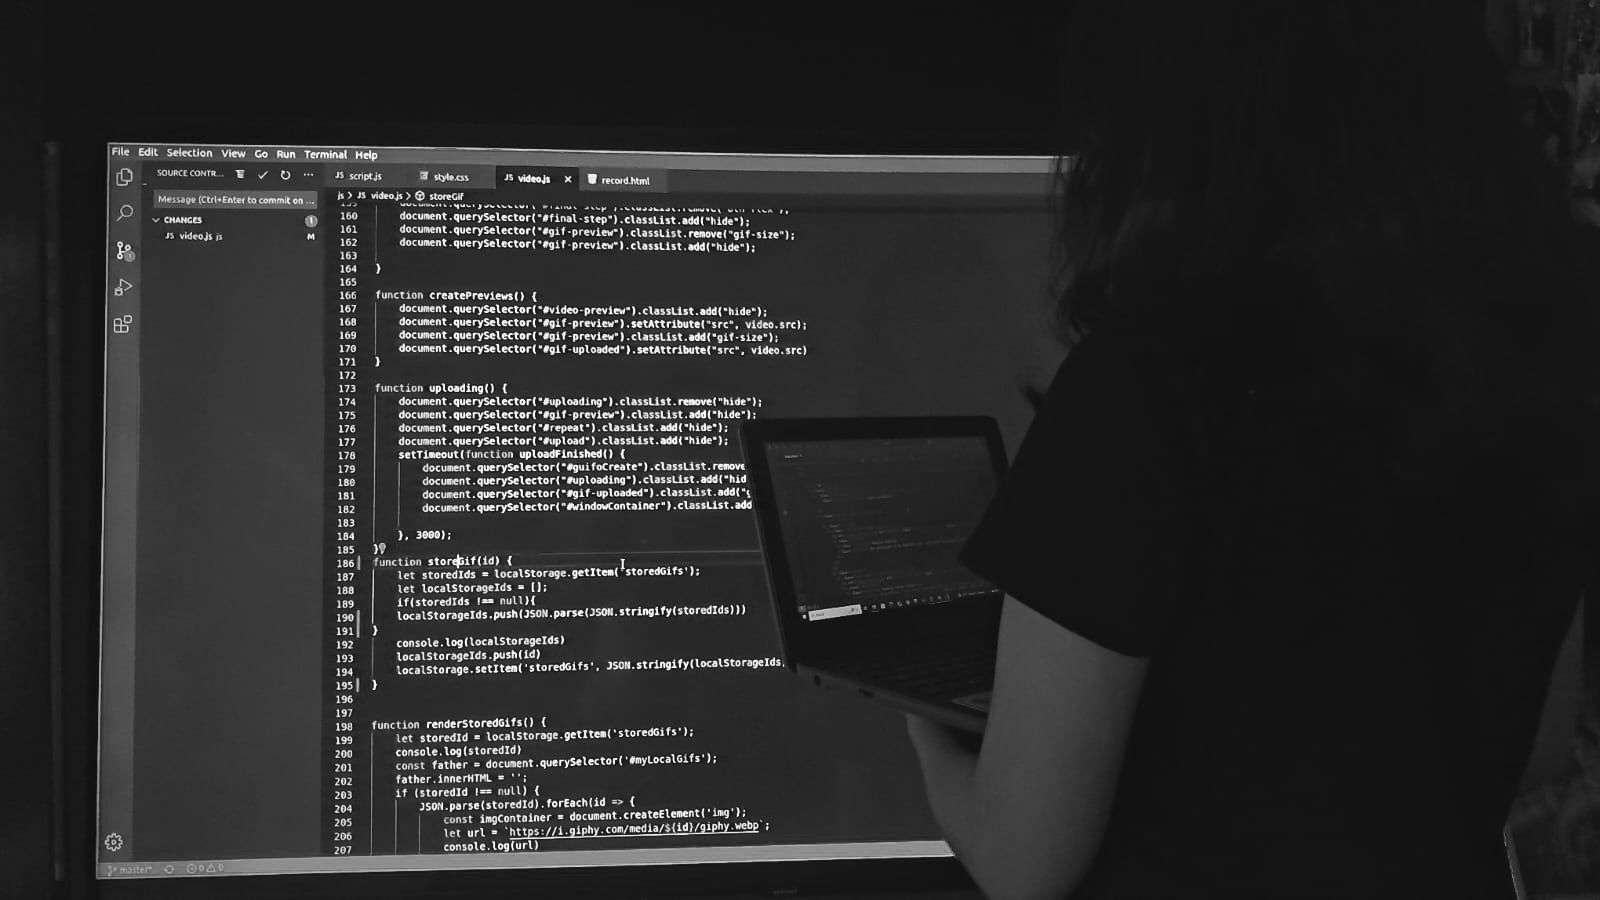 File Edit Selection View Go Run Terminal Help
SOURCE CONTR... ...
JS script.js style.css JS video.js × record.html
Message (Ctrl+Enter to commit on ...
js > JS video.js > storeGif
CHANGES 1
JS video.js js M
160 document.querySelector("#final-step").classList.add("hide");
161 document.querySelector("#gif-preview").classList.remove("gif-size");
162 document.querySelector("#gif-preview").classList.add("hide");
163
164 }
165
166 function createPreviews() {
167 document.querySelector("#video-preview").classList.add("hide");
168 document.querySelector("#gif-preview").setAttribute("src", video.src);
169 document.querySelector("#gif-preview").classList.add("gif-size");
170 document.querySelector("#gif-uploaded").setAttribute("src", video.src)
171 }
172
173 function uploading() {
174 document.querySelector("#uploading").classList.remove("hide");
175 document.querySelector("#gif-preview").classList.add("hide");
176 document.querySelector("#repeat").classList.add("hide");
177 document.querySelector("#upload").classList.add("hide");
178 setTimeout(function uploadFinished() {
179 document.querySelector("#guifoCreate").classList.remove
180 document.querySelector("#uploading").classList.add("hid
181 document.querySelector("#gif-uploaded").classList.add("g
182 document.querySelector("#windowContainer").classList.add
183
184 }, 3000);
185 }
186 function storeGif(id) {
187 let storedIds = localStorage.getItem('storedGifs');
188 let localStorageIds = [];
189 if(storedIds !== null){
190 localStorageIds.push(JSON.parse(JSON.stringify(storedIds)))
191 }
192 console.log(localStorageIds)
193 localStorageIds.push(id)
194 localStorage.setItem('storedGifs', JSON.stringify(localStorageIds
195 }
196
197
198 function renderStoredGifs() {
199 let storedId = localStorage.getItem('storedGifs');
200 console.log(storedId)
201 const father = document.querySelector('#myLocalGifs');
202 father.innerHTML = '';
203 if (storedId !== null) {
204 JSON.parse(storedId).forEach(id => {
205 const imgContainer = document.createElement('img');
206 let url = `https://i.giphy.com/media/${id}/giphy.webp`;
207 console.log(url)
master* 0 0